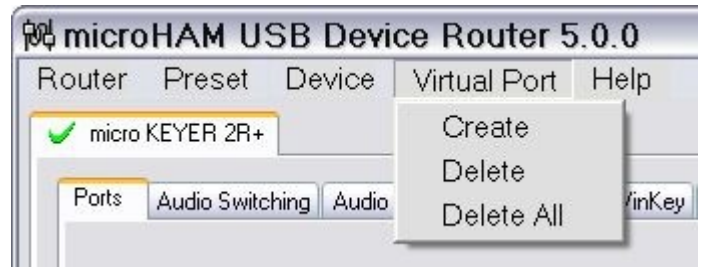 microHAM USB Device Router 5.0.0
Router Preset Device Virtual Port Help
micro KEYER 2R+
Create
Delete
Delete All
Ports Audio Switching Audio